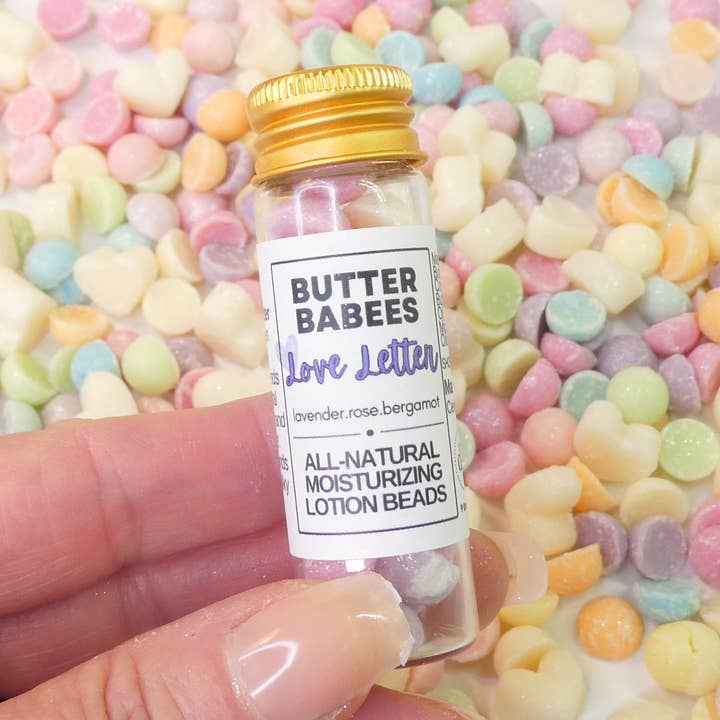 BUTTER
BABEES
Love Letter
lavender.rose.bergamot
ALL-NATURAL
MOISTURIZING
LOTION BEADS